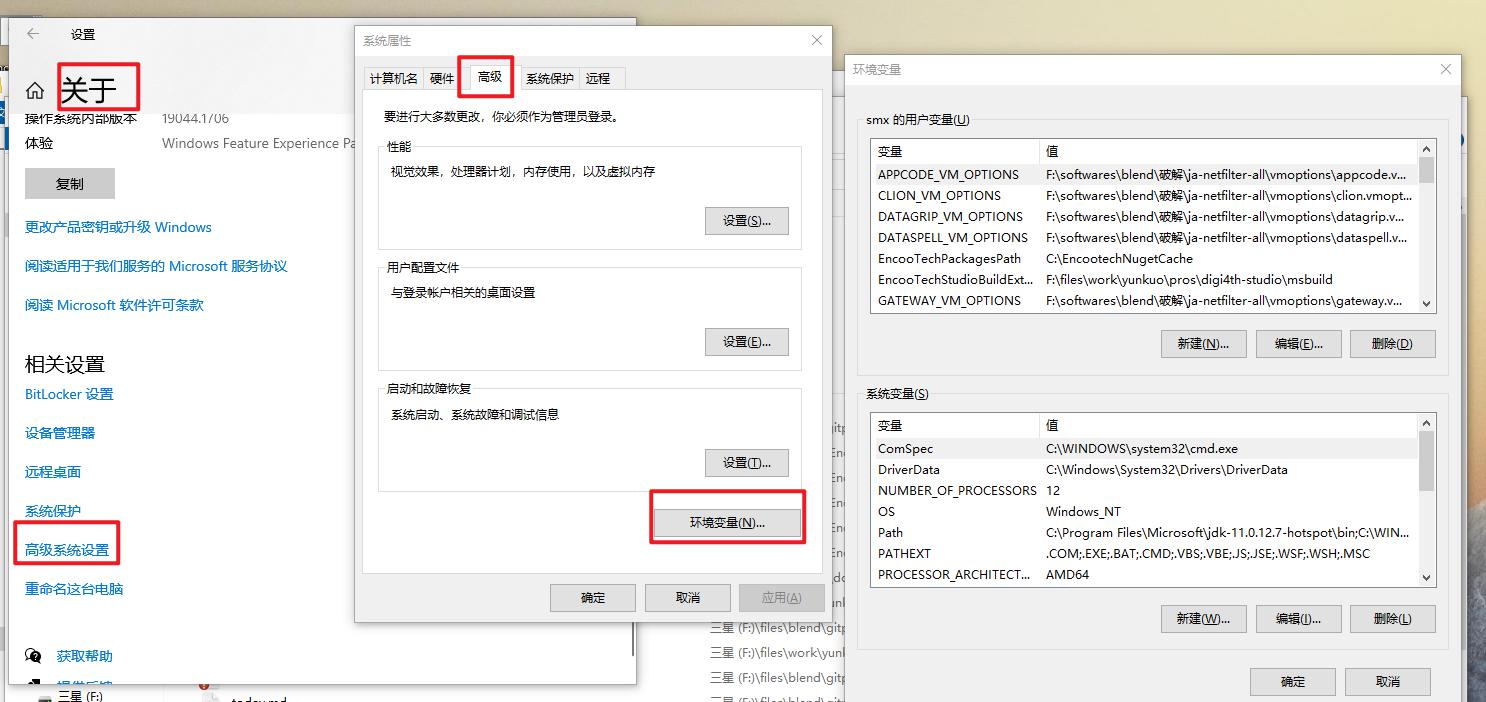 设置
关于
操作系统内部版本 19044.1706
体验 Windows Feature Experience Pa
复制
更改产品密钥或升级 Windows
阅读适用于我们服务的 Microsoft 服务协议
阅读 Microsoft 软件许可条款
相关设置
BitLocker 设置
设备管理器
远程桌面
系统保护
高级系统设置
重命名这台电脑
获取帮助
提供反馈
三星 (F:)
today.md
系统属性
计算机名 硬件 高级 系统保护 远程
要进行大多数更改，你必须作为管理员登录。
性能
视觉效果，处理器计划，内存使用，以及虚拟内存
设置(S)...
用户配置文件
与登录帐户相关的桌面设置
设置(E)...
启动和故障恢复
系统启动、系统故障和调试信息
设置(T)...
环境变量(N)...
确定 取消 应用(A)
三星 (F:)\files\blend\gitp
三星 (F:)\files\work\yunk
三星 (F:)\files\blend\gitp
环境变量
smx 的用户变量(U)
变量 值
APPCODE_VM_OPTIONS F:\softwares\blend\破解\ja-netfilter-all\vmoptions\appcode.v...
CLION_VM_OPTIONS F:\softwares\blend\破解\ja-netfilter-all\vmoptions\clion.vmopt...
DATAGRIP_VM_OPTIONS F:\softwares\blend\破解\ja-netfilter-all\vmoptions\datagrip.v...
DATASPELL_VM_OPTIONS F:\softwares\blend\破解\ja-netfilter-all\vmoptions\dataspell.v...
EncooTechPackagesPath C:\EncootechNugetCache
EncooTechStudioBuildExt... F:\files\work\yunkuo\pros\digi4th-studio\msbuild
GATEWAY_VM_OPTIONS F:\softwares\blend\破解\ja-netfilter-all\vmoptions\gateway.v...
新建(N)... 编辑(E)... 删除(D)
系统变量(S)
变量 值
ComSpec C:\WINDOWS\system32\cmd.exe
DriverData C:\Windows\System32\Drivers\DriverData
NUMBER_OF_PROCESSORS 12
OS Windows_NT
Path C:\Program Files\Microsoft\jdk-11.0.12.7-hotspot\bin;C:\WIN...
PATHEXT .COM;.EXE;.BAT;.CMD;.VBS;.VBE;.JS;.JSE;.WSF;.WSH;.MSC
PROCESSOR_ARCHITECT... AMD64
新建(W)... 编辑(I)... 删除(L)
确定 取消